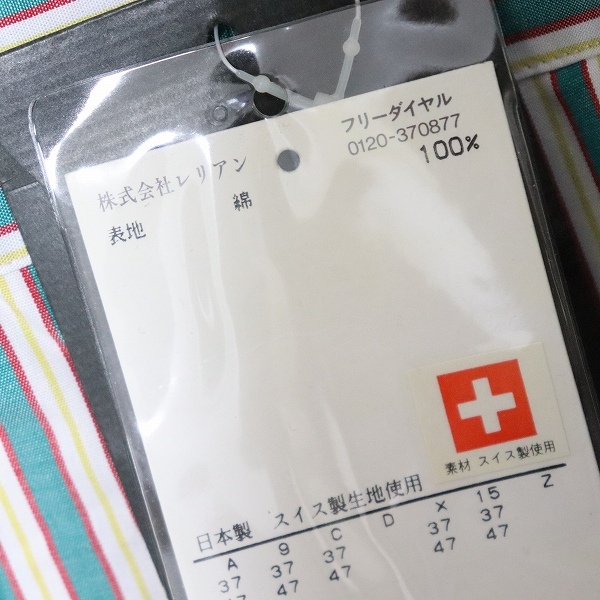 株式会社レリアン
フリーダイヤル
0120-370877
表地 綿 100%
素材 スイス製使用
日本製 スイス製生地使用
A 9 C D X 15 Z
37 37 37 37 37
47 47 47 47 47